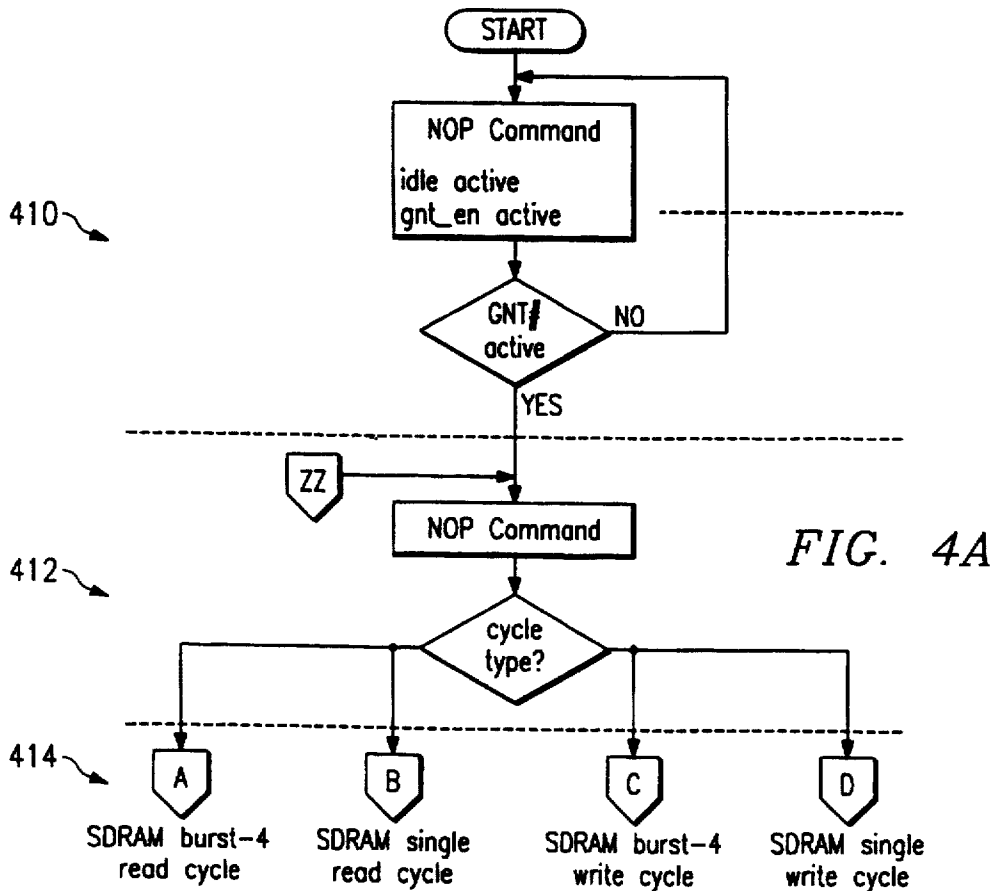 START
NOP Command
idle active
gnt_en active
410
GNT#
active
NO
YES
ZZ
NOP Command
FIG. 4A
412
cycle
type?
414
A
B
C
D
SDRAM burst-4
read cycle
SDRAM single
read cycle
SDRAM burst-4
write cycle
SDRAM single
write cycle